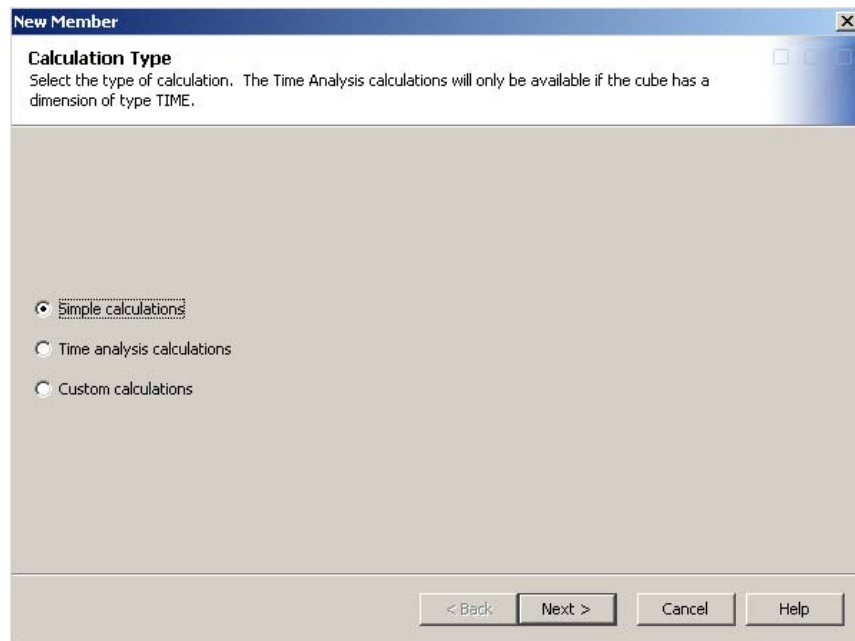 New Member
Calculation Type
Select the type of calculation. The Time Analysis calculations will only be available if the cube has a
dimension of type TIME.
Simple calculations
Time analysis calculations
Custom calculations
< Back
Next >
Cancel
Help